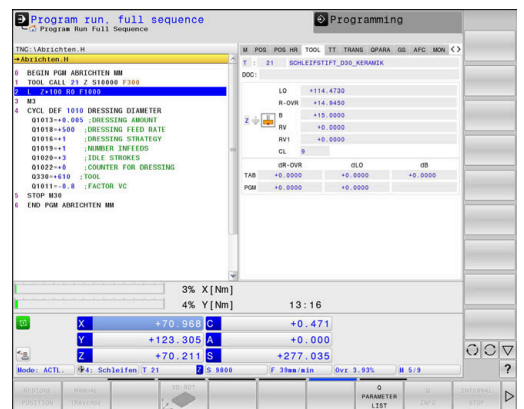 Program run, full sequence
Program Run Full Sequence
Programming
TNC:\Abrichten.H
→Abrichten.H
0 BEGIN PGM ABRICHTEN MM
1 TOOL CALL 21 Z S10000 F300
2 L Z+100 R0 F1000
3 M3
4 CYCL DEF 1010 DRESSING DIAMETER
Q1013=+0.005 ;DRESSING AMOUNT
Q1018=+500 ;DRESSING FEED RATE
Q1016=+1 ;DRESSING STRATEGY
Q1019=+1 ;NUMBER INFEEDS
Q1020=+3 ;IDLE STROKES
Q1022=+0 ;COUNTER FOR DRESSING
Q330=+610 ;TOOL
Q1011=-0.8 ;FACTOR VC
5 STOP M30
6 END PGM ABRICHTEN MM
M POS POS HR TOOL TT TRANS QPARA GS AFC MON
T : 21 SCHLEIFSTIFT_D30_KERAMIK
DOC:
L0 +114.4730
R-OVR +14.9450
B +15.0000
Z RV +0.0000
RV1 +0.0000
CL 9
dR-OVR dL0 dB
TAB +0.0000 +0.0000 +0.0000
PGM +0.0000 +0.0000
3% X[Nm]
4% Y[Nm] 13:16
X +70.968 C +0.471
Y +123.305 A +0.000
Z +70.211 S +277.035
Mode: ACTL. 4: Schleifen T 21 Z S 9800 F 39mm/min Ovr 3.93% M 5/9
RESTORE POSITION
MANUAL TRAVERSE
3D ROT
Q PARAMETER LIST
Q INFO
INTERNAL STOP
?